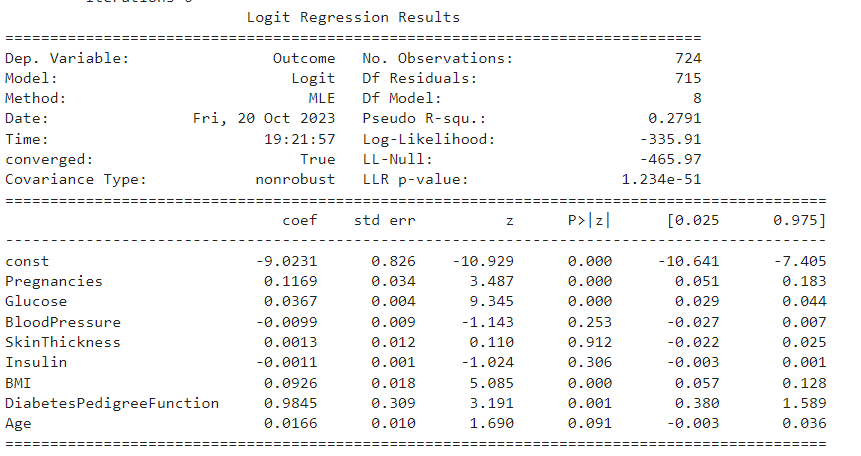 Logit Regression Results
==============================================================================
Dep. Variable: Outcome No. Observations: 724
Model: Logit Df Residuals: 715
Method: MLE Df Model: 8
Date: Fri, 20 Oct 2023 Pseudo R-squ.: 0.2791
Time: 19:21:57 Log-Likelihood: -335.91
converged: True LL-Null: -465.97
Covariance Type: nonrobust LLR p-value: 1.234e-51
============================================================================================
coef std err z P>|z| [0.025 0.975]
--------------------------------------------------------------------------------------------
const -9.0231 0.826 -10.929 0.000 -10.641 -7.405
Pregnancies 0.1169 0.034 3.487 0.000 0.051 0.183
Glucose 0.0367 0.004 9.345 0.000 0.029 0.044
BloodPressure -0.0099 0.009 -1.143 0.253 -0.027 0.007
SkinThickness 0.0013 0.012 0.110 0.912 -0.022 0.025
Insulin -0.0011 0.001 -1.024 0.306 -0.003 0.001
BMI 0.0926 0.018 5.085 0.000 0.057 0.128
DiabetesPedigreeFunction 0.9845 0.309 3.191 0.001 0.380 1.589
Age 0.0166 0.010 1.690 0.091 -0.003 0.036
============================================================================================